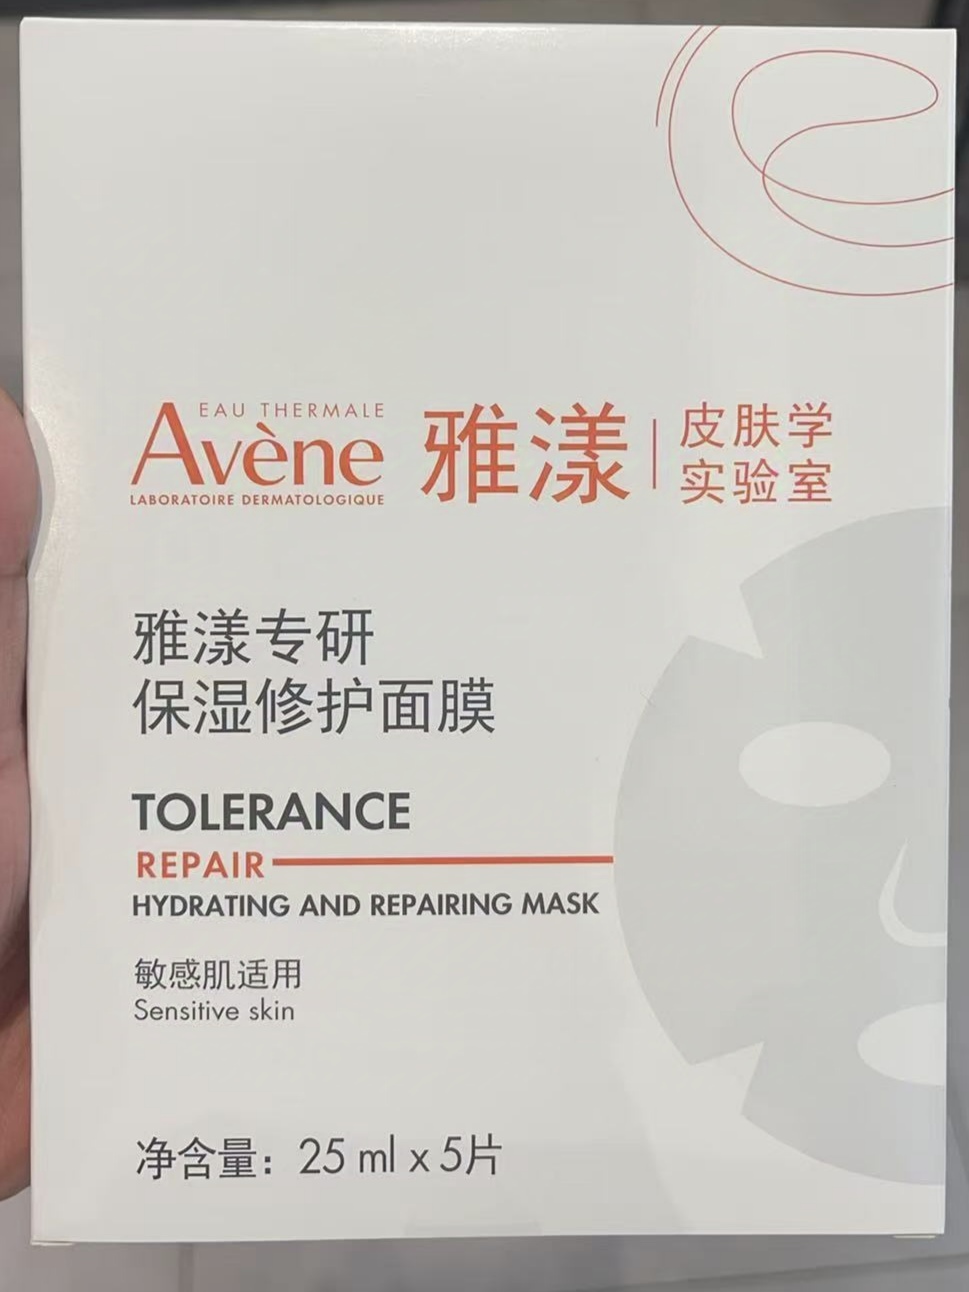 EAU THERMALE
Avène
LABORATOIRE DERMATOLOGIQUE
雅漾
皮肤学
实验室
雅漾专研
保湿修护面膜
TOLERANCE
REPAIR
HYDRATING AND REPAIRING MASK
敏感肌适用
Sensitive skin
净含量：25 ml x 5片